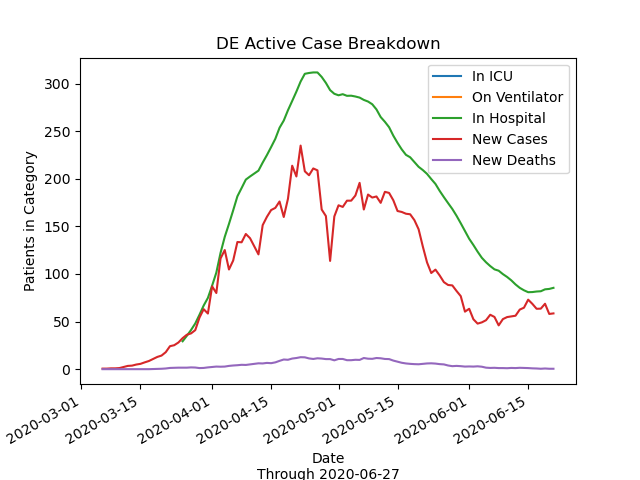 DE Active Case Breakdown
In ICU
On Ventilator
In Hospital
New Cases
New Deaths
Patients in Category
300
250
200
150
100
50
0
2020-03-01
2020-03-15
2020-04-01
2020-04-15
2020-05-01
2020-05-15
2020-06-01
2020-06-15
Date
Through 2020-06-27